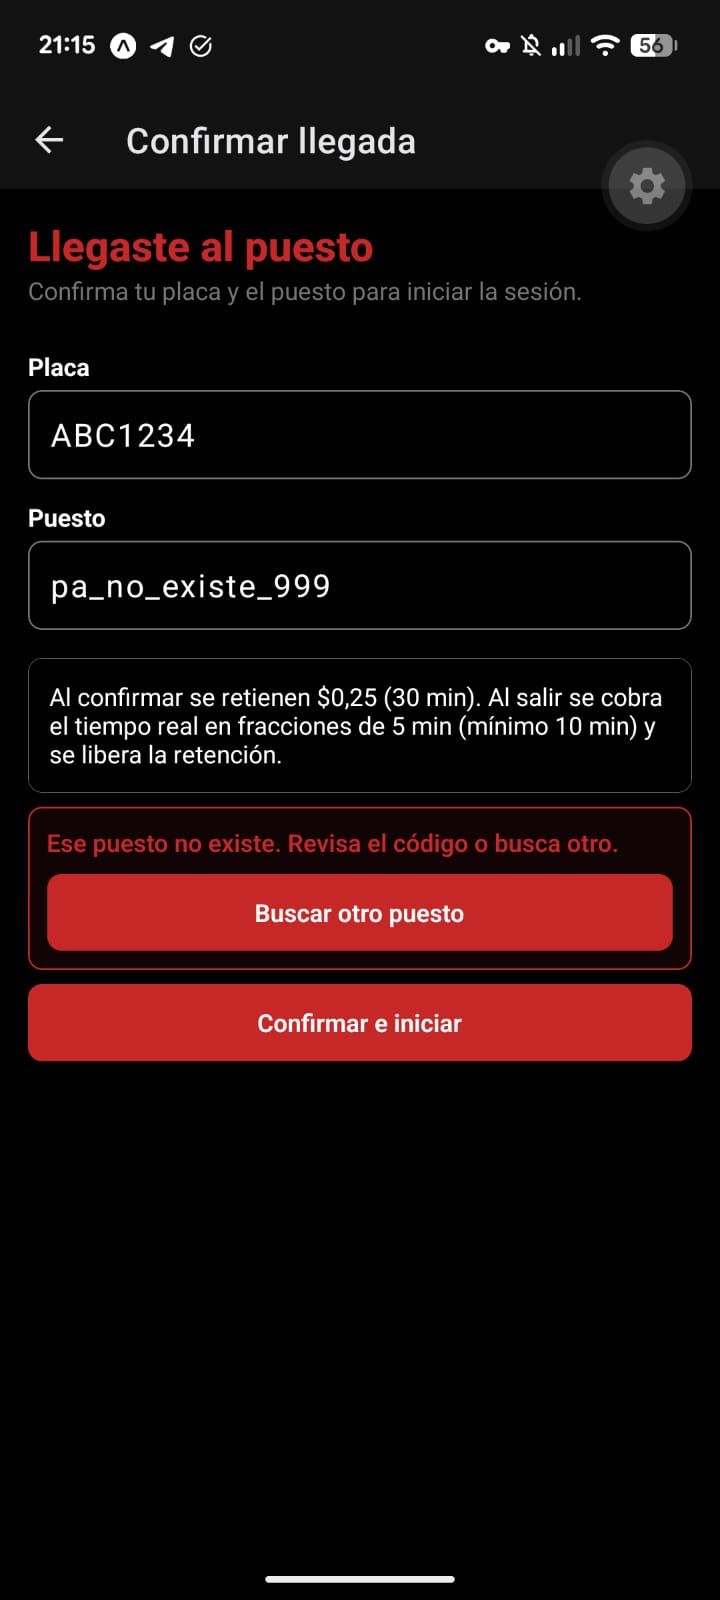 21:15
56
Confirmar llegada
Llegaste al puesto
Confirma tu placa y el puesto para iniciar la sesión.
Placa
ABC1234
Puesto
pa_no_existe_999
Al confirmar se retienen $0,25 (30 min). Al salir se cobra
el tiempo real en fracciones de 5 min (mínimo 10 min) y
se libera la retención.
Ese puesto no existe. Revisa el código o busca otro.
Buscar otro puesto
Confirmar e iniciar